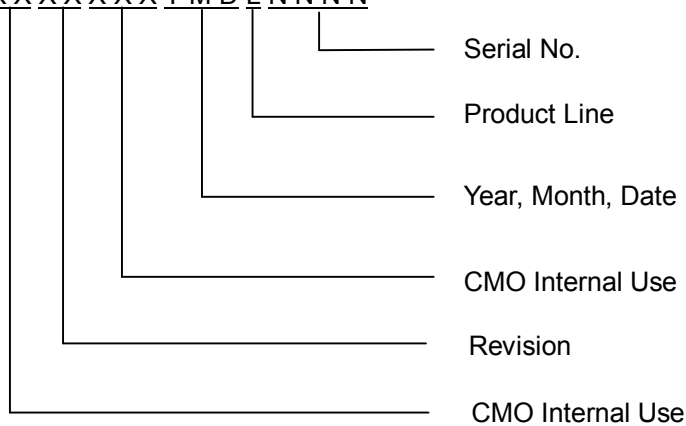 Serial No.
Product Line
Year, Month, Date
CMO Internal Use
Revision
CMO Internal Use